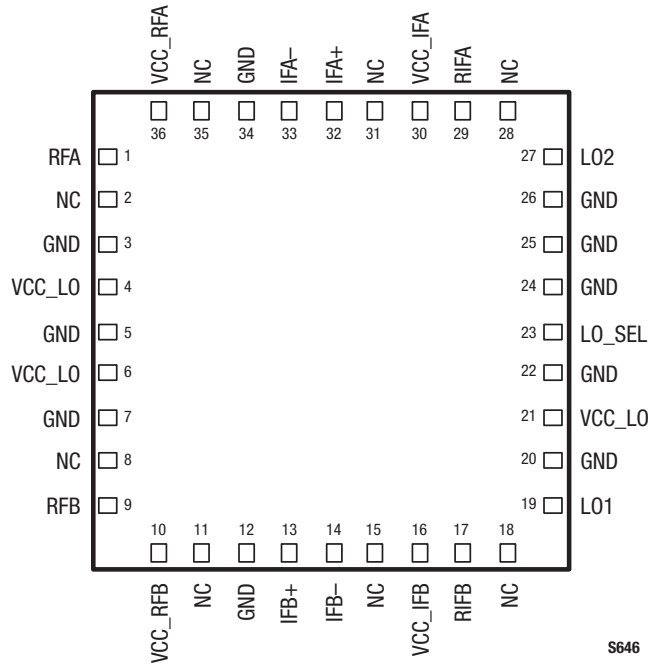 VCC_RFA NC GND IFA– IFA+ NC VCC_IFA RIFA NC
36 35 34 33 32 31 30 29 28
RFA 1 27 LO2
NC 2 26 GND
GND 3 25 GND
VCC_LO 4 24 GND
GND 5 23 LO_SEL
VCC_LO 6 22 GND
GND 7 21 VCC_LO
NC 8 20 GND
RFB 9 19 LO1
10 11 12 13 14 15 16 17 18
VCC_RFB NC GND IFB+ IFB– NC VCC_IFB RIFB NC
S646